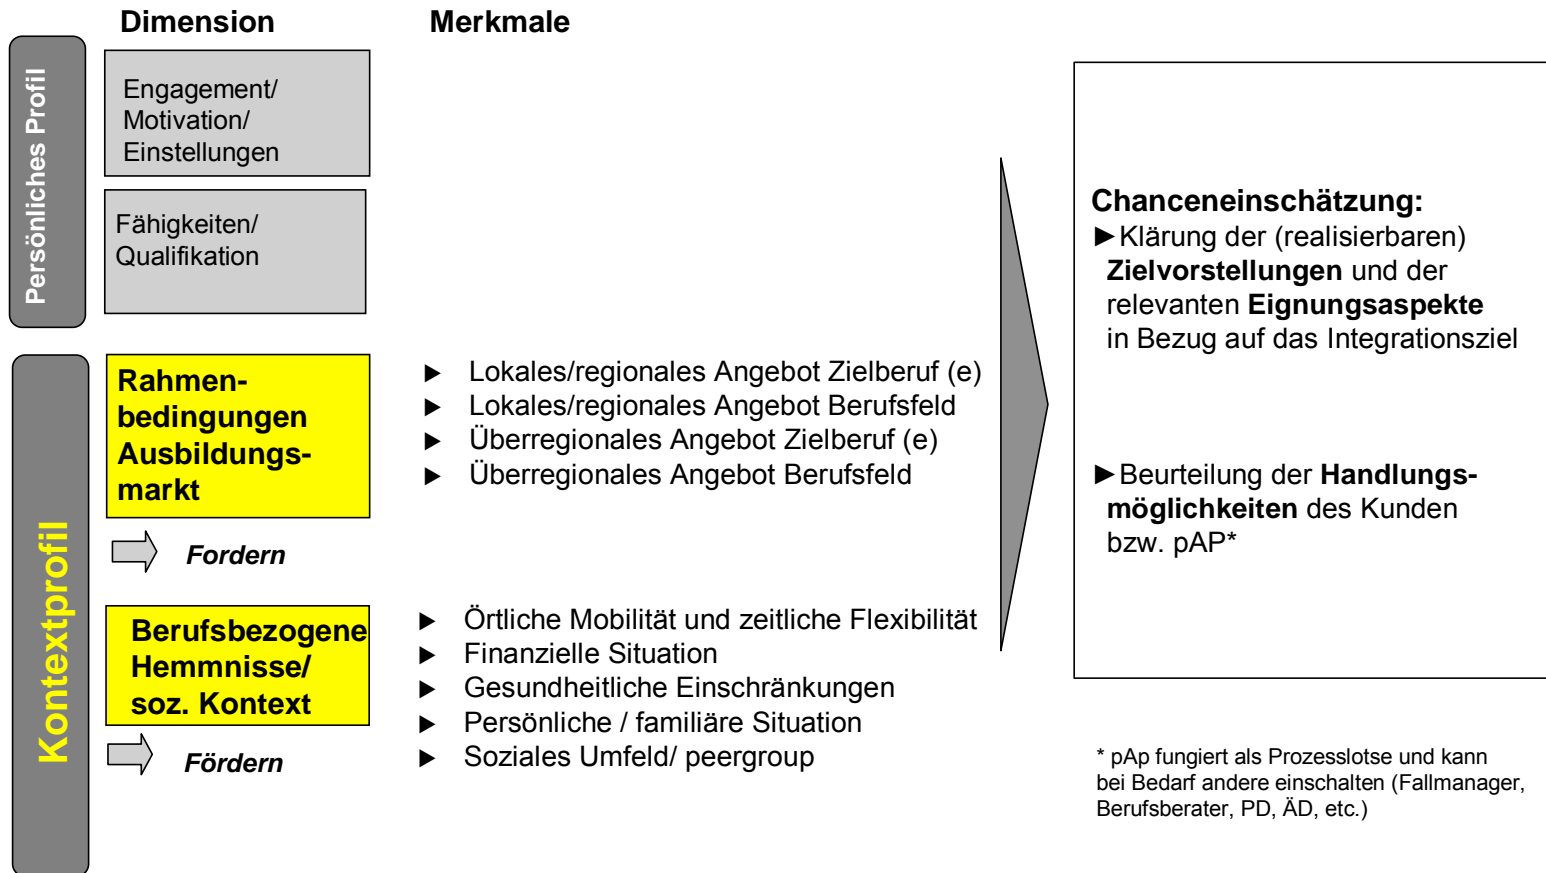 Dimension
Merkmale
Persönliches Profil
Engagement/
Motivation/
Einstellungen
Fähigkeiten/
Qualifikation
Kontextprofil
Rahmen-
bedingungen
Ausbildungs-
markt
► Lokales/regionales Angebot Zielberuf (e)
► Lokales/regionales Angebot Berufsfeld
► Überregionales Angebot Zielberuf (e)
► Überregionales Angebot Berufsfeld
Fordern
Berufsbezogene
Hemmnisse/
soz. Kontext
► Örtliche Mobilität und zeitliche Flexibilität
► Finanzielle Situation
► Gesundheitliche Einschränkungen
► Persönliche / familiäre Situation
► Soziales Umfeld/ peergroup
Fördern
Chanceneinschätzung:
►Klärung der (realisierbaren)
Zielvorstellungen und der
relevanten Eignungsaspekte
in Bezug auf das Integrationsziel
►Beurteilung der Handlungs-
möglichkeiten des Kunden
bzw. pAP*
* pAp fungiert als Prozesslotse und kann
bei Bedarf andere einschalten (Fallmanager,
Berufsberater, PD, ÄD, etc.)